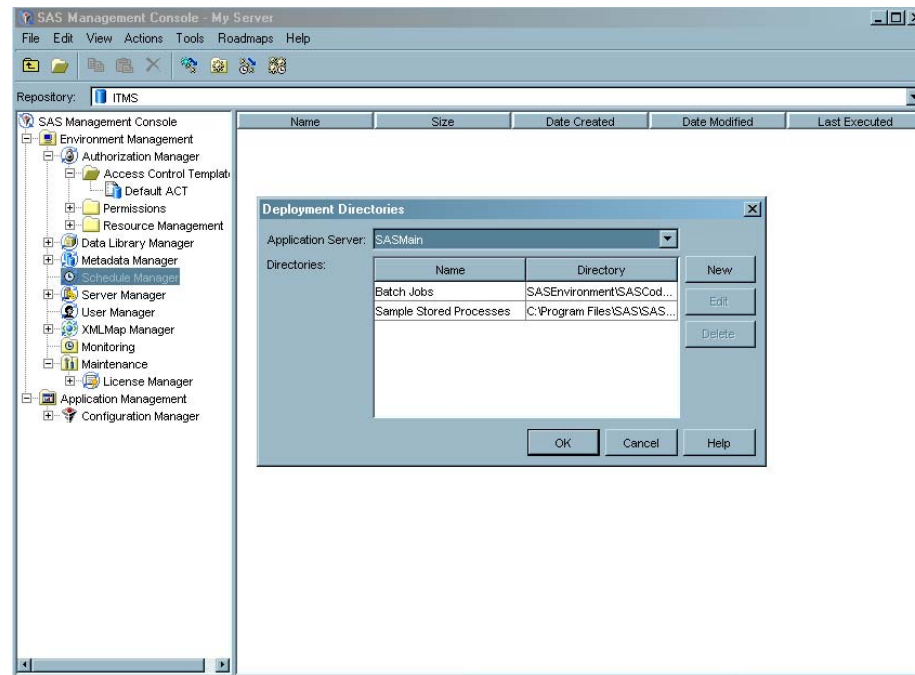 SAS Management Console - My Server
File Edit View Actions Tools Roadmaps Help
Repository: ITMS
SAS Management Console
Environment Management
Authorization Manager
Access Control Templat
Default ACT
Permissions
Resource Management
Data Library Manager
Metadata Manager
Schedule Manager
Server Manager
User Manager
XMLMap Manager
Monitoring
Maintenance
License Manager
Application Management
Configuration Manager
Name Size Date Created Date Modified Last Executed
Deployment Directories
Application Server: SASMain
Directories:
Name Directory
Batch Jobs SASEnvironment\SASCod...
Sample Stored Processes C:\Program Files\SAS\SAS...
New
Edit
Delete
OK Cancel Help